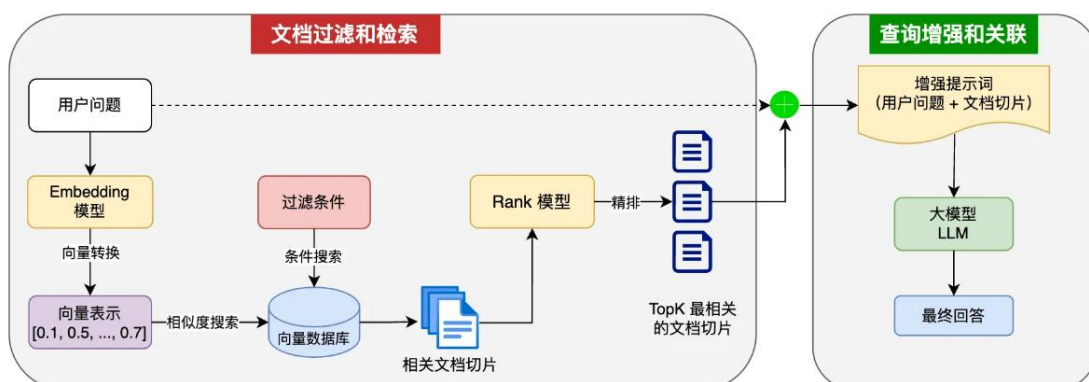 文档过滤和检索
查询增强和关联
用户问题
增强提示词
(用户问题 + 文档切片)
Embedding
模型
过滤条件
Rank 模型
精排
向量转换
条件搜索
大模型
LLM
向量表示
[0.1, 0.5, ..., 0.7]
相似度搜索
向量数据库
相关文档切片
TopK 最相关
的文档切片
最终回答